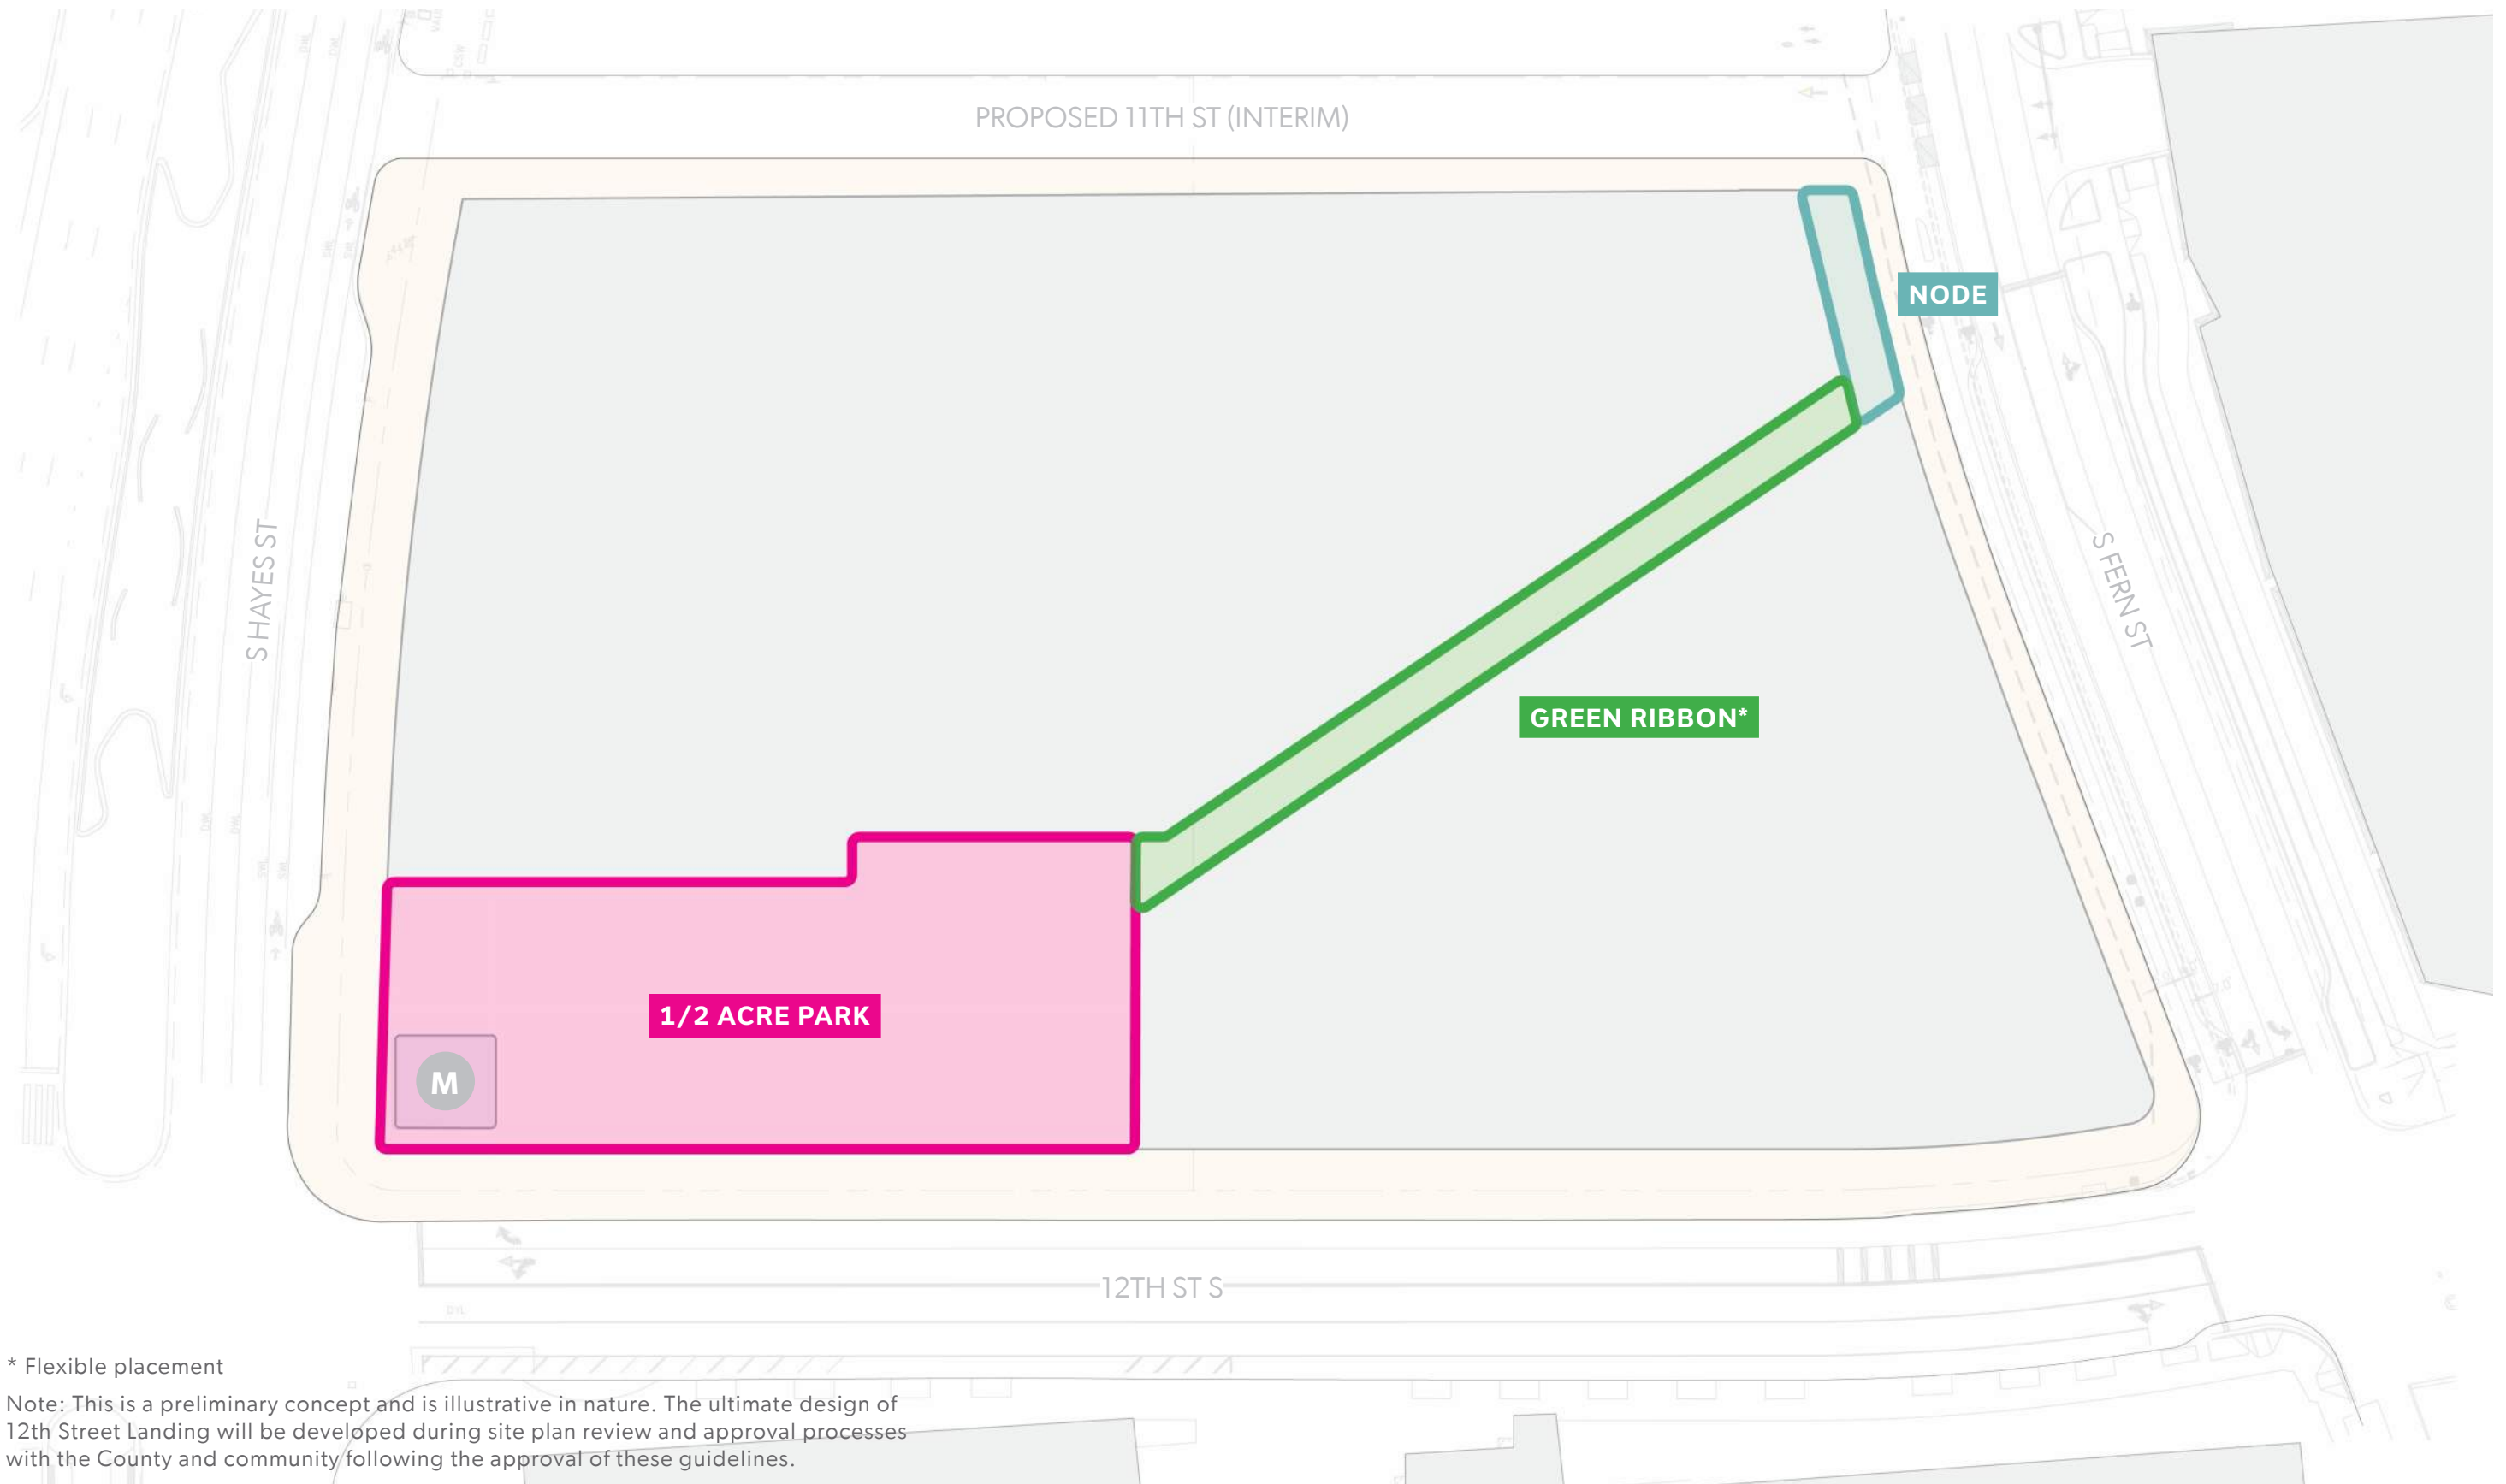 PROPOSED 11TH ST (INTERIM)
NODE
S HAYES ST
S FERN ST
GREEN RIBBON*
1/2 ACRE PARK
M
12TH ST S
* Flexible placement
Note: This is a preliminary concept and is illustrative in nature. The ultimate design of
12th Street Landing will be developed during site plan review and approval processes
with the County and community following the approval of these guidelines.